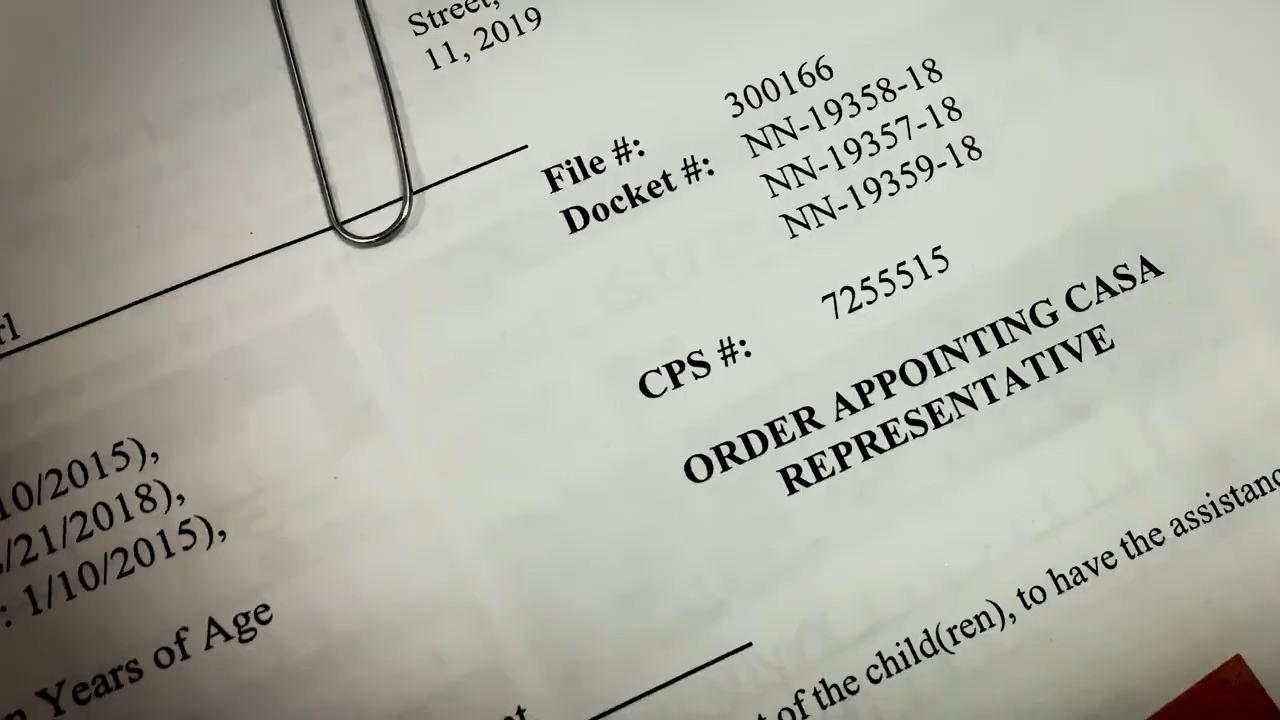 Street,
11, 2019
File #: 300166
Docket #: NN-19358-18
NN-19357-18
NN-19359-18
CPS #: 7255515
ORDER APPOINTING CASA
REPRESENTATIVE
10/2015),
/21/2018),
: 1/10/2015),
Years of Age
of the child(ren), to have the assistanc